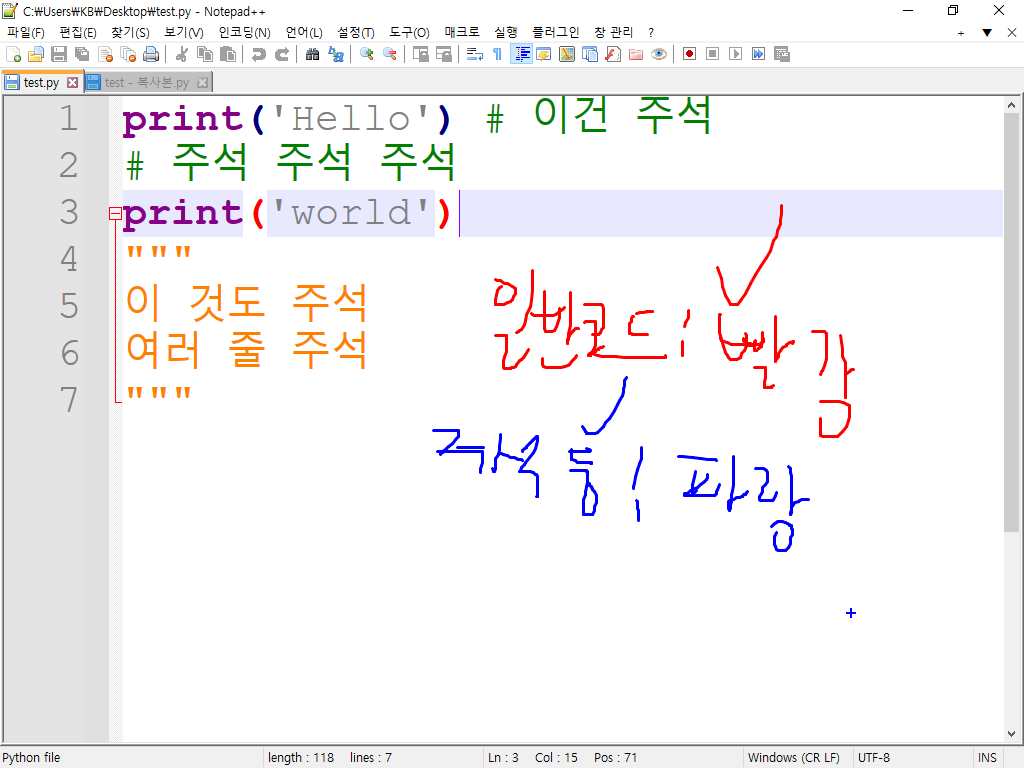 C:\Users\KB\Desktop\test.py - Notepad++
파일(F) 편집(E) 찾기(S) 보기(V) 인코딩(N) 언어(L) 설정(T) 도구(O) 매크로 실행 플러그인 창 관리 ? + ▼ X
test.py test - 복사본.py
1 print('Hello') # 이건 주석
2 # 주석 주석 주석
3 print('world')
4 """
5 이 것도 주석
6 여러 줄 주석
7 """
일반코드 : 빨강
주석 등 : 파랑
Python file length : 118 lines : 7 Ln : 3 Col : 15 Pos : 71 Windows (CR LF) UTF-8 INS